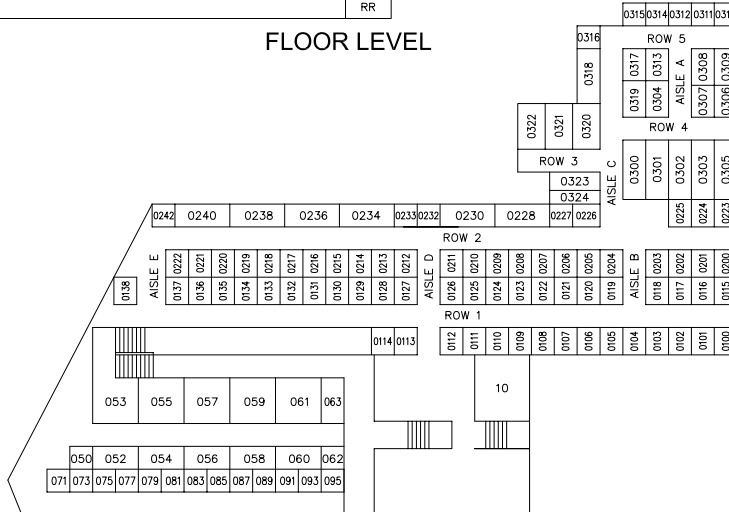 RR
FLOOR LEVEL
0315 0314 0312 0311 031
0316 ROW 5
0318 0317 0313 AISLE A 0308 0309
0319 0304 0307 0306
0322 0321 0320 ROW 4
ROW 3 AISLE C 0300 0301 0302 0303 0305
0323
0324
0242 0240 0238 0236 0234 0233 0232 0230 0228 0227 0226 0225 0224 0223
ROW 2
AISLE E 0222 0221 0220 0219 0218 0217 0216 0215 0214 0213 0212 AISLE D 0211 0210 0209 0208 0207 0206 0205 0204 AISLE B 0203 0202 0201 0200
0138 0137 0136 0135 0134 0133 0132 0131 0130 0129 0128 0127 0126 0125 0124 0123 0122 0121 0120 0119 0118 0117 0116 0115
ROW 1
0114 0113 0112 0111 0110 0109 0108 0107 0106 0105 0104 0103 0102 0101 0100
053 055 057 059 061 063 10
050 052 054 056 058 060 062
071 073 075 077 079 081 083 085 087 089 091 093 095